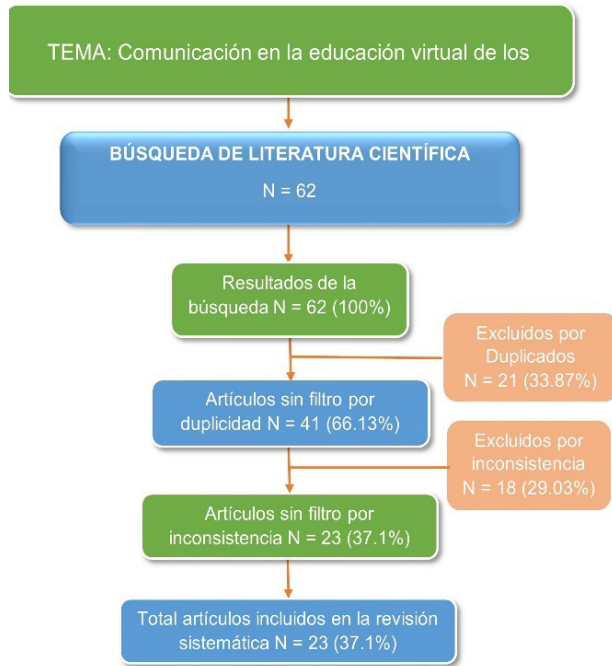 TEMA: Comunicación en la educación virtual de los
BÚSQUEDA DE LITERATURA CIENTÍFICA
N = 62
Resultados de la
búsqueda N = 62 (100%)
Excluidos por
Duplicados
N = 21 (33.87%)
Artículos sin filtro por
duplicidad N = 41 (66.13%)
Excluidos por
inconsistencia
N = 18 (29.03%)
Artículos sin filtro por
inconsistencia N = 23 (37.1%)
Total artículos incluidos en la revisión
sistemática N = 23 (37.1%)